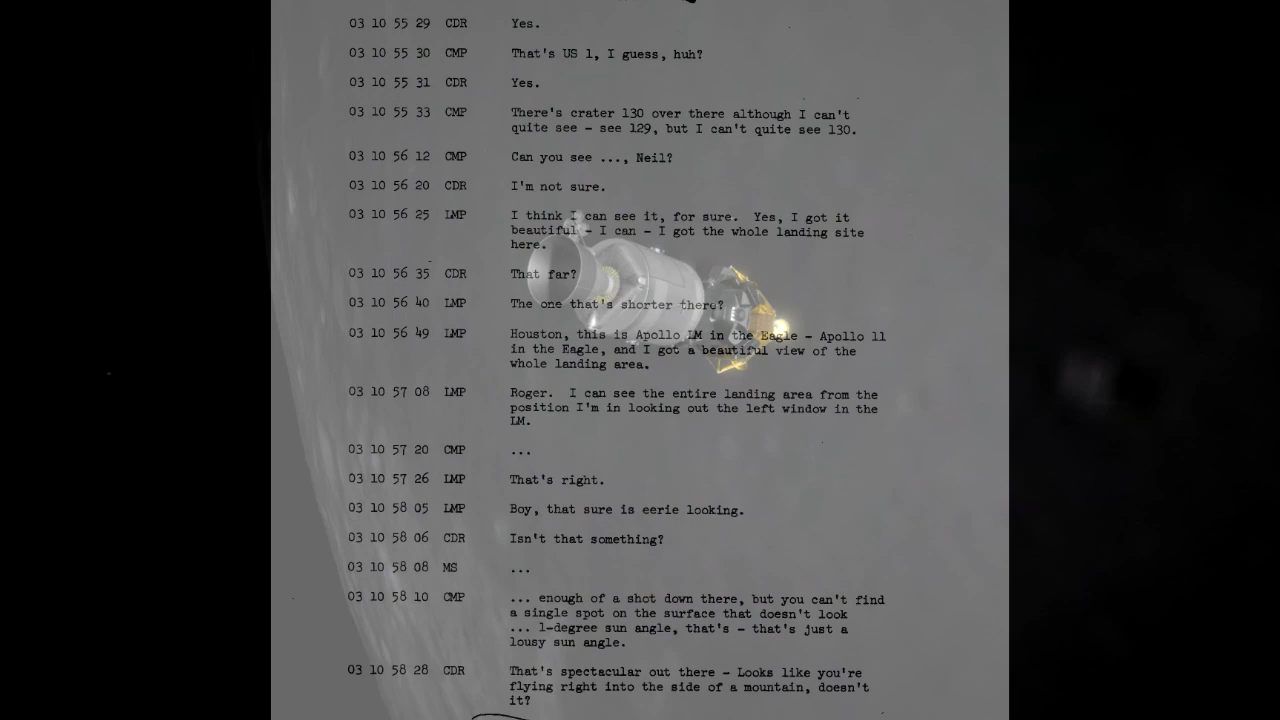 03 10 55 29 CDR Yes.
03 10 55 30 CMP That's US 1, I guess, huh?
03 10 55 31 CDR Yes.
03 10 55 33 CMP There's crater 130 over there although I can't
quite see - see 129, but I can't quite see 130.
03 10 56 12 CMP Can you see ..., Neil?
03 10 56 20 CDR I'm not sure.
03 10 56 25 LMP I think I can see it, for sure. Yes, I got it
beautiful - I can - I got the whole landing site
here.
03 10 56 35 CDR That far?
03 10 56 40 LMP The one that's shorter there?
03 10 56 49 LMP Houston, this is Apollo LM in the Eagle - Apollo 11
in the Eagle, and I got a beautiful view of the
whole landing area.
03 10 57 08 LMP Roger. I can see the entire landing area from the
position I'm in looking out the left window in the
LM.
03 10 57 20 CMP ...
03 10 57 26 LMP That's right.
03 10 58 05 LMP Boy, that sure is eerie looking.
03 10 58 06 CDR Isn't that something?
03 10 58 08 MS ...
03 10 58 10 CMP ... enough of a shot down there, but you can't find
a single spot on the surface that doesn't look
... 1-degree sun angle, that's - that's just a
lousy sun angle.
03 10 58 28 CDR That's spectacular out there - Looks like you're
flying right into the side of a mountain, doesn't
it?